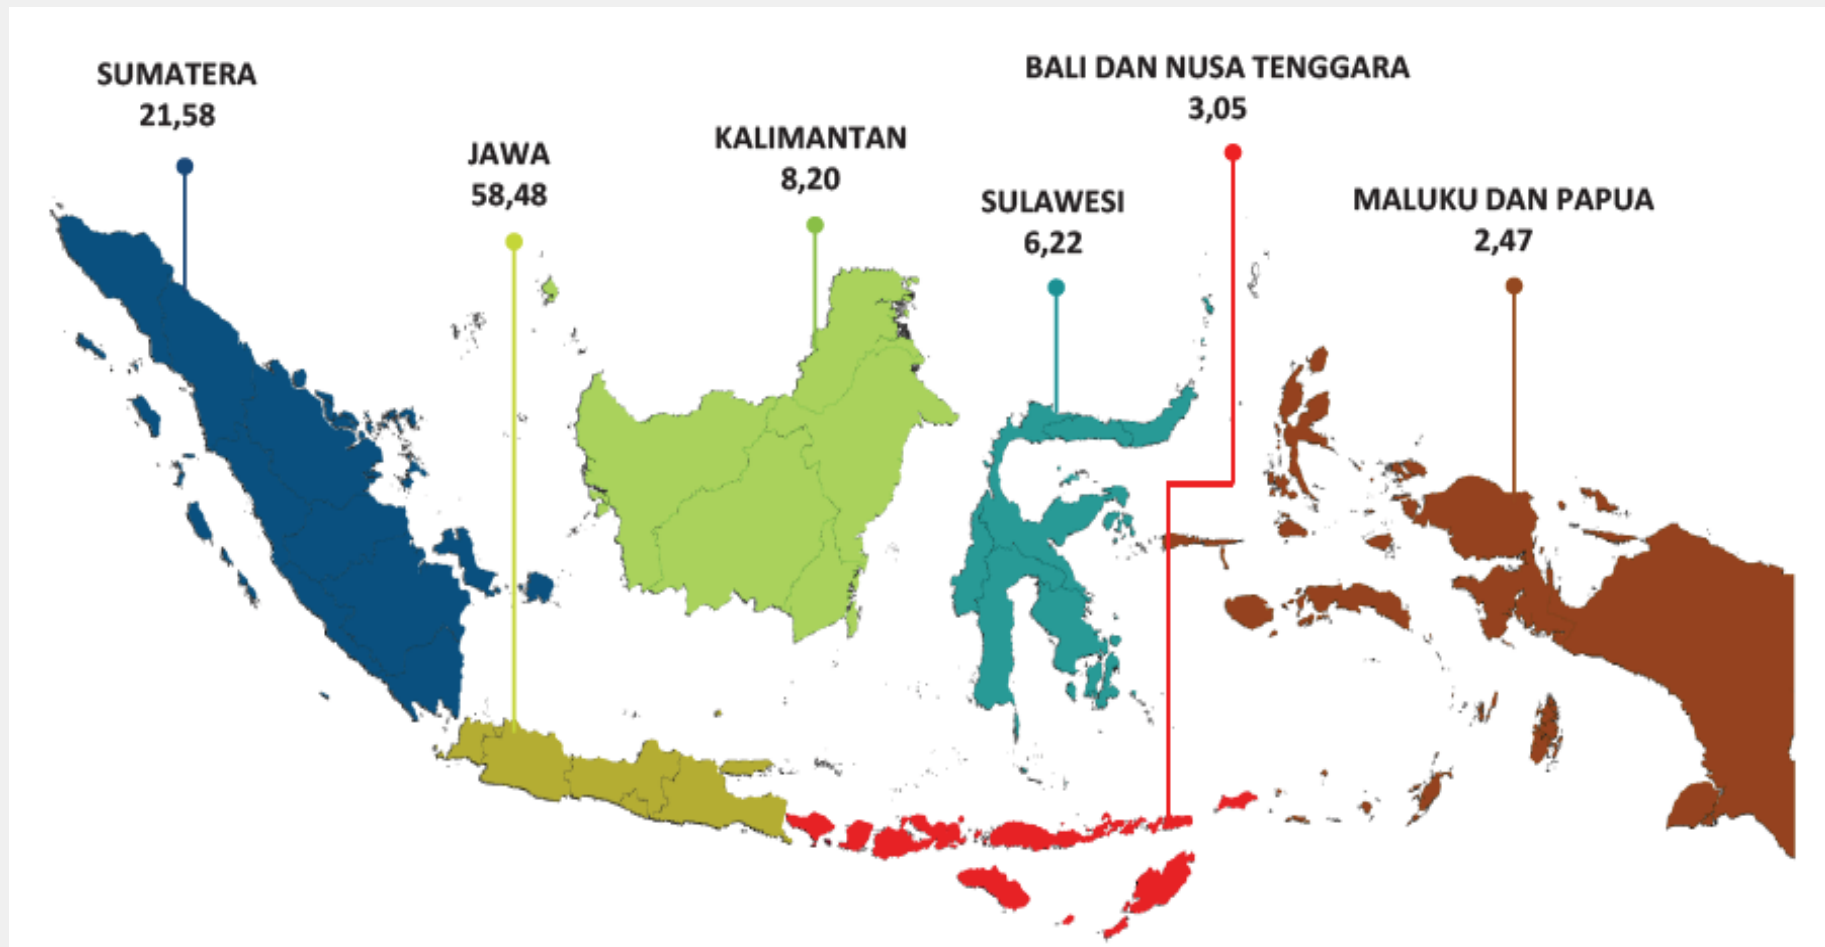 SUMATERA
21,58
JAWA
58,48
KALIMANTAN
8,20
SULAWESI
6,22
BALI DAN NUSA TENGGARA
3,05
MALUKU DAN PAPUA
2,47